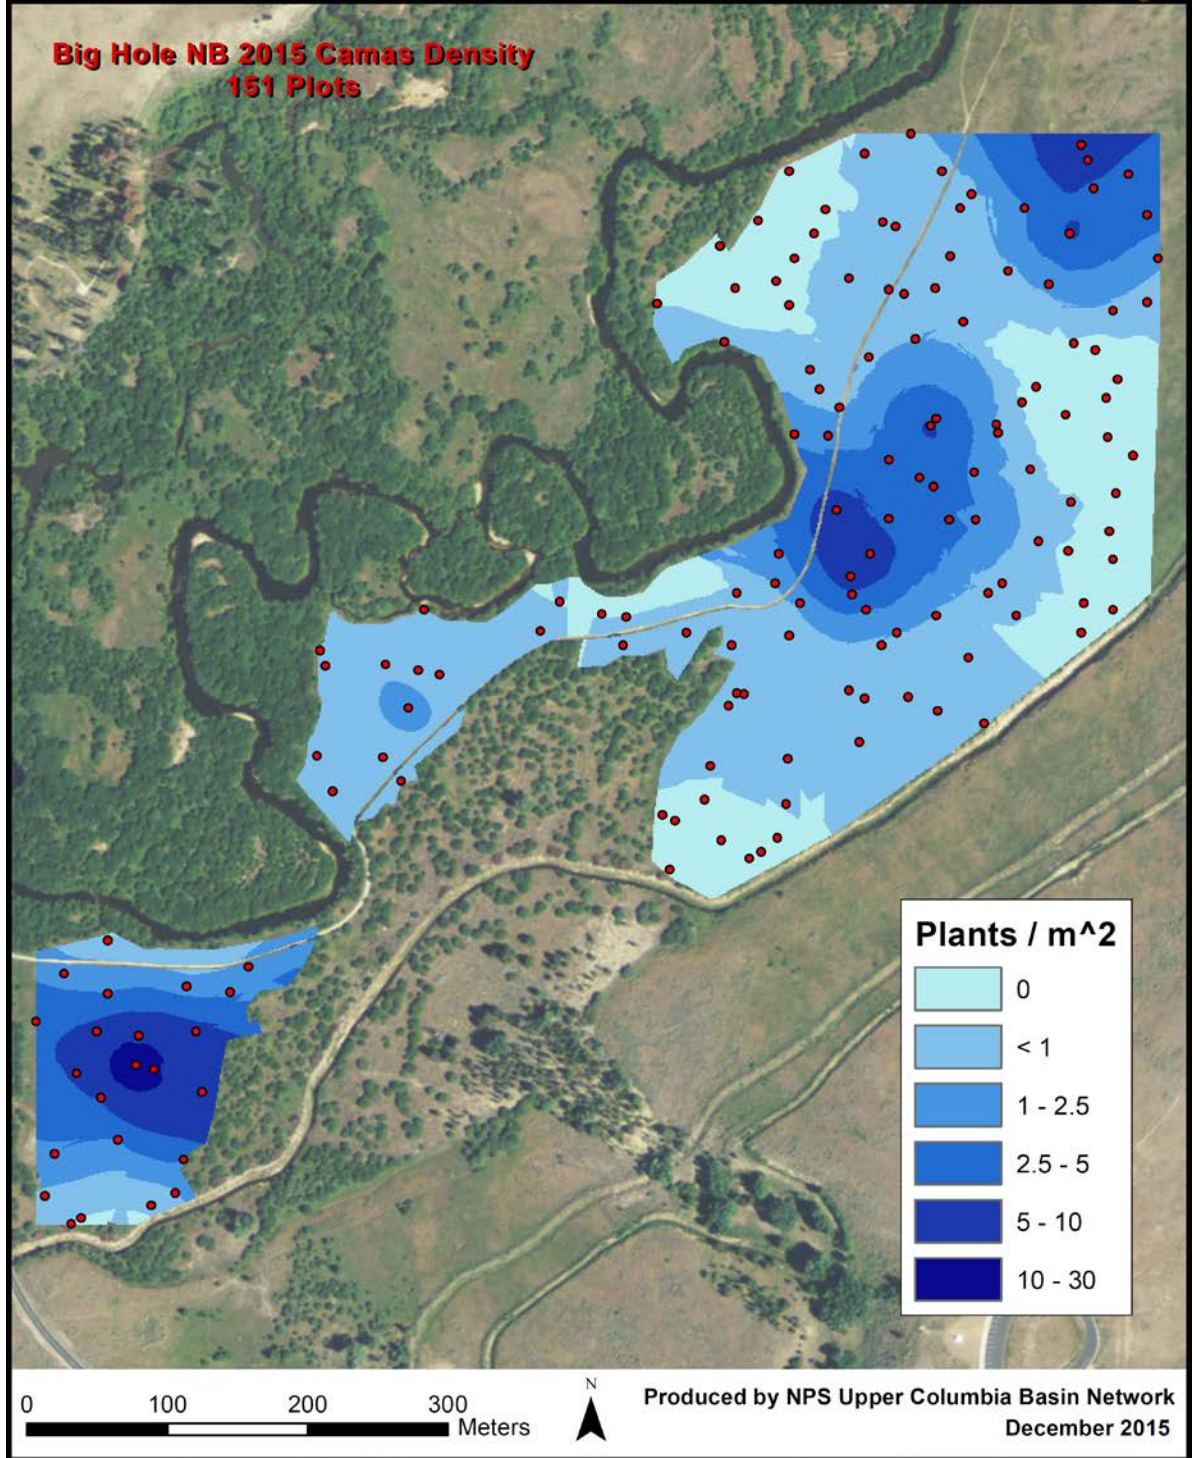 Big Hole NB 2015 Camas Density
151 Plots
Plants / m^2
0
< 1
1 - 2.5
2.5 - 5
5 - 10
10 - 30
0 100 200 300
Meters
N
Produced by NPS Upper Columbia Basin Network
December 2015